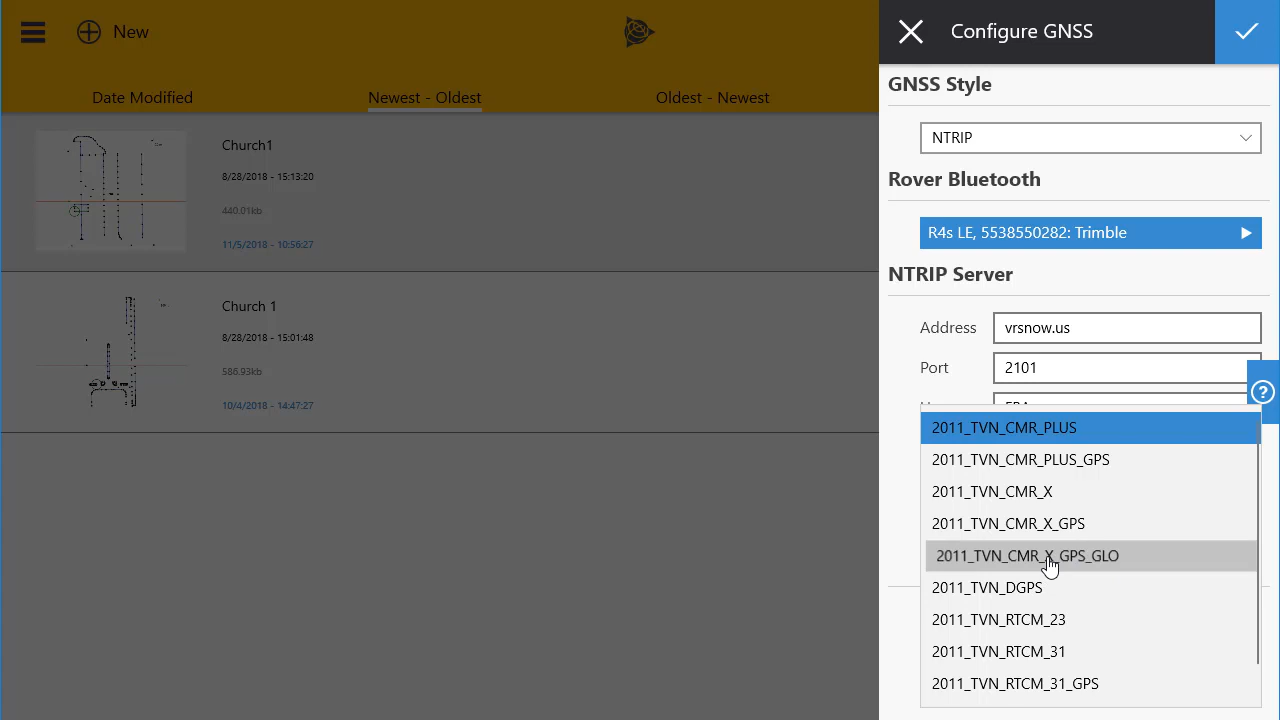 New
Configure GNSS
Date Modified
Newest - Oldest
Oldest - Newest
Church1
8/28/2018 - 15:13:20
440.01kb
11/5/2018 - 10:56:27
Church 1
8/28/2018 - 15:01:48
586.93kb
10/4/2018 - 14:47:27
GNSS Style
NTRIP
Rover Bluetooth
R4s LE, 5538550282: Trimble
NTRIP Server
Address
vrsnow.us
Port
2101
2011_TVN_CMR_PLUS
2011_TVN_CMR_PLUS_GPS
2011_TVN_CMR_X
2011_TVN_CMR_X_GPS
2011_TVN_CMR_X_GPS_GLO
2011_TVN_DGPS
2011_TVN_RTCM_23
2011_TVN_RTCM_31
2011_TVN_RTCM_31_GPS